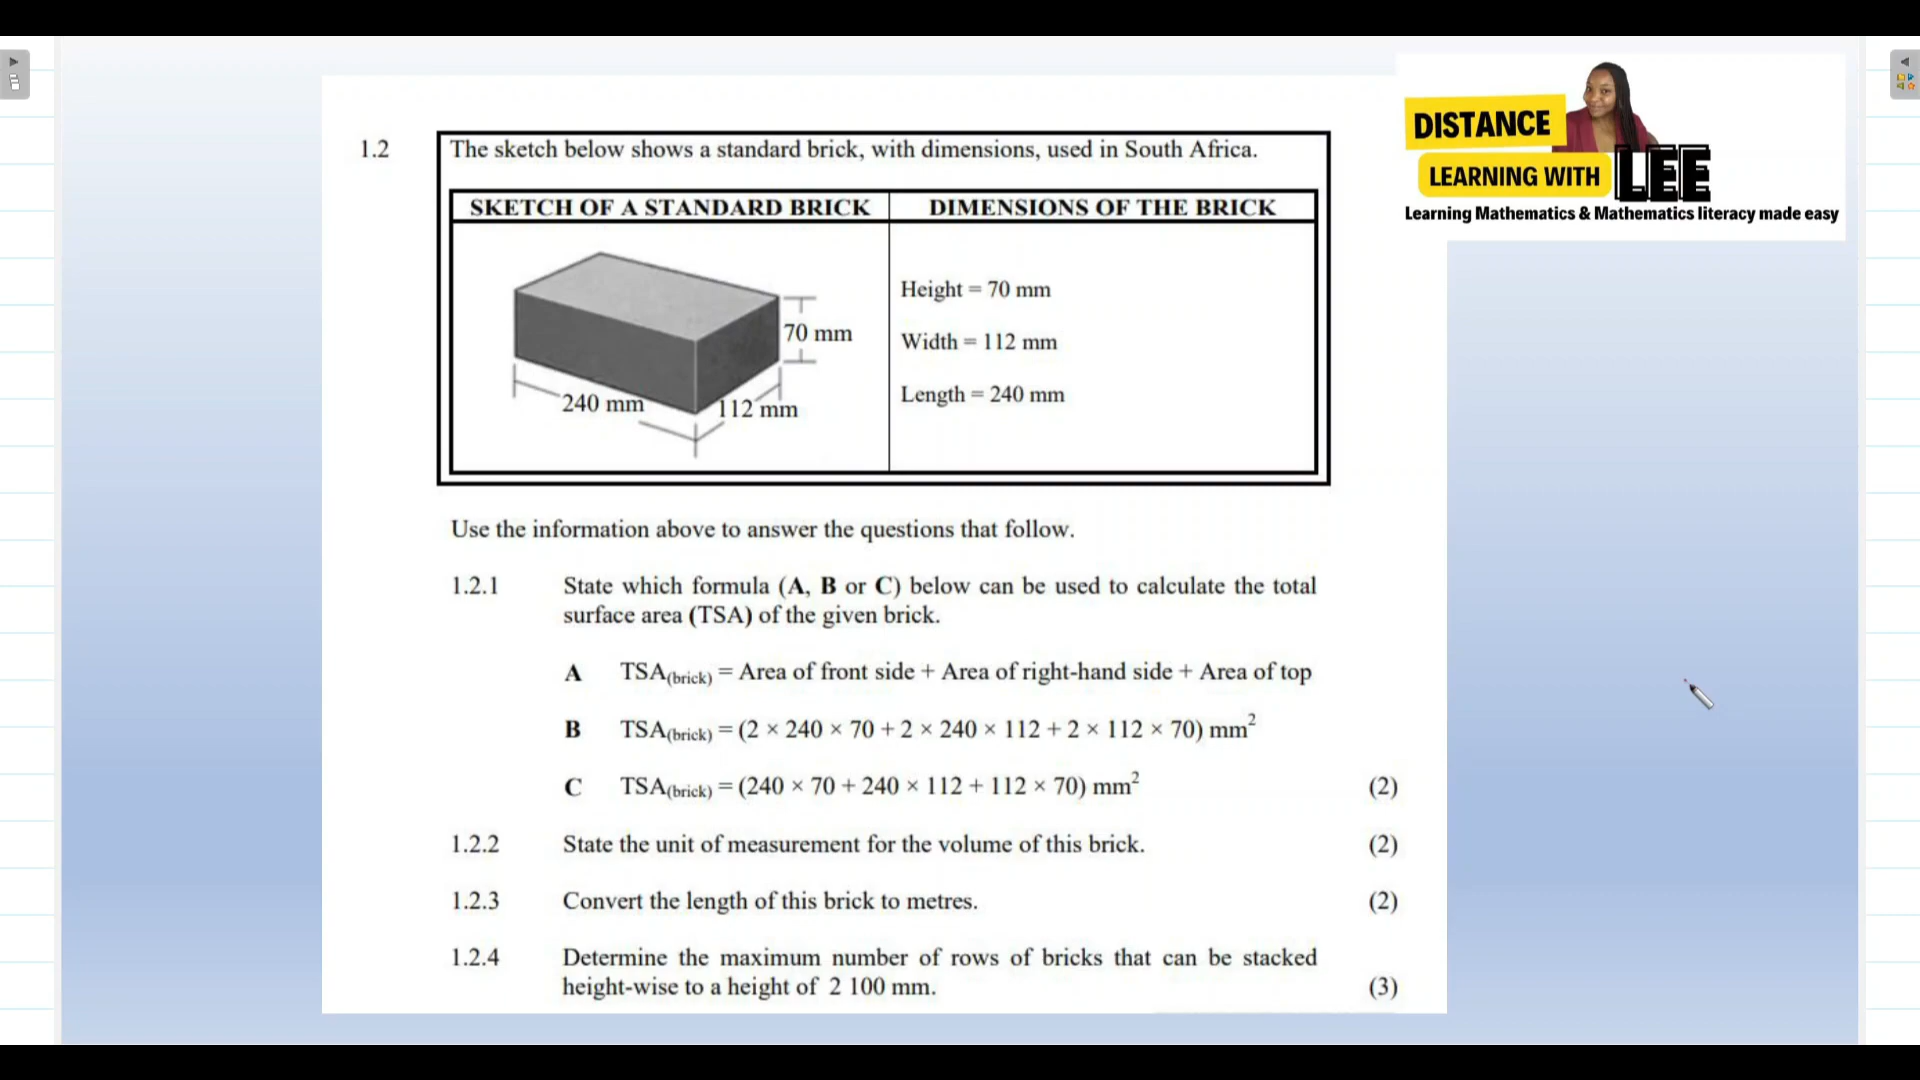 DISTANCE
LEARNING WITH LEE
Learning Mathematics & Mathematics literacy made easy
1.2 The sketch below shows a standard brick, with dimensions, used in South Africa.
SKETCH OF A STANDARD BRICK DIMENSIONS OF THE BRICK
70 mm
240 mm
112 mm
Height = 70 mm
Width = 112 mm
Length = 240 mm
Use the information above to answer the questions that follow.
1.2.1 State which formula (A, B or C) below can be used to calculate the total
surface area (TSA) of the given brick.
A TSA(brick) = Area of front side + Area of right-hand side + Area of top
B TSA(brick) = (2 × 240 × 70 + 2 × 240 × 112 + 2 × 112 × 70) mm²
C TSA(brick) = (240 × 70 + 240 × 112 + 112 × 70) mm² (2)
1.2.2 State the unit of measurement for the volume of this brick. (2)
1.2.3 Convert the length of this brick to metres. (2)
1.2.4 Determine the maximum number of rows of bricks that can be stacked
height-wise to a height of 2 100 mm. (3)